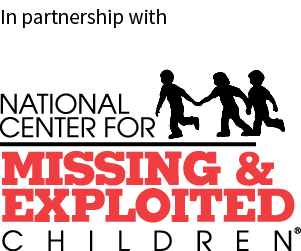 In partnership with
NATIONAL
CENTER FOR
MISSING &
EXPLOITED
CHILDREN®